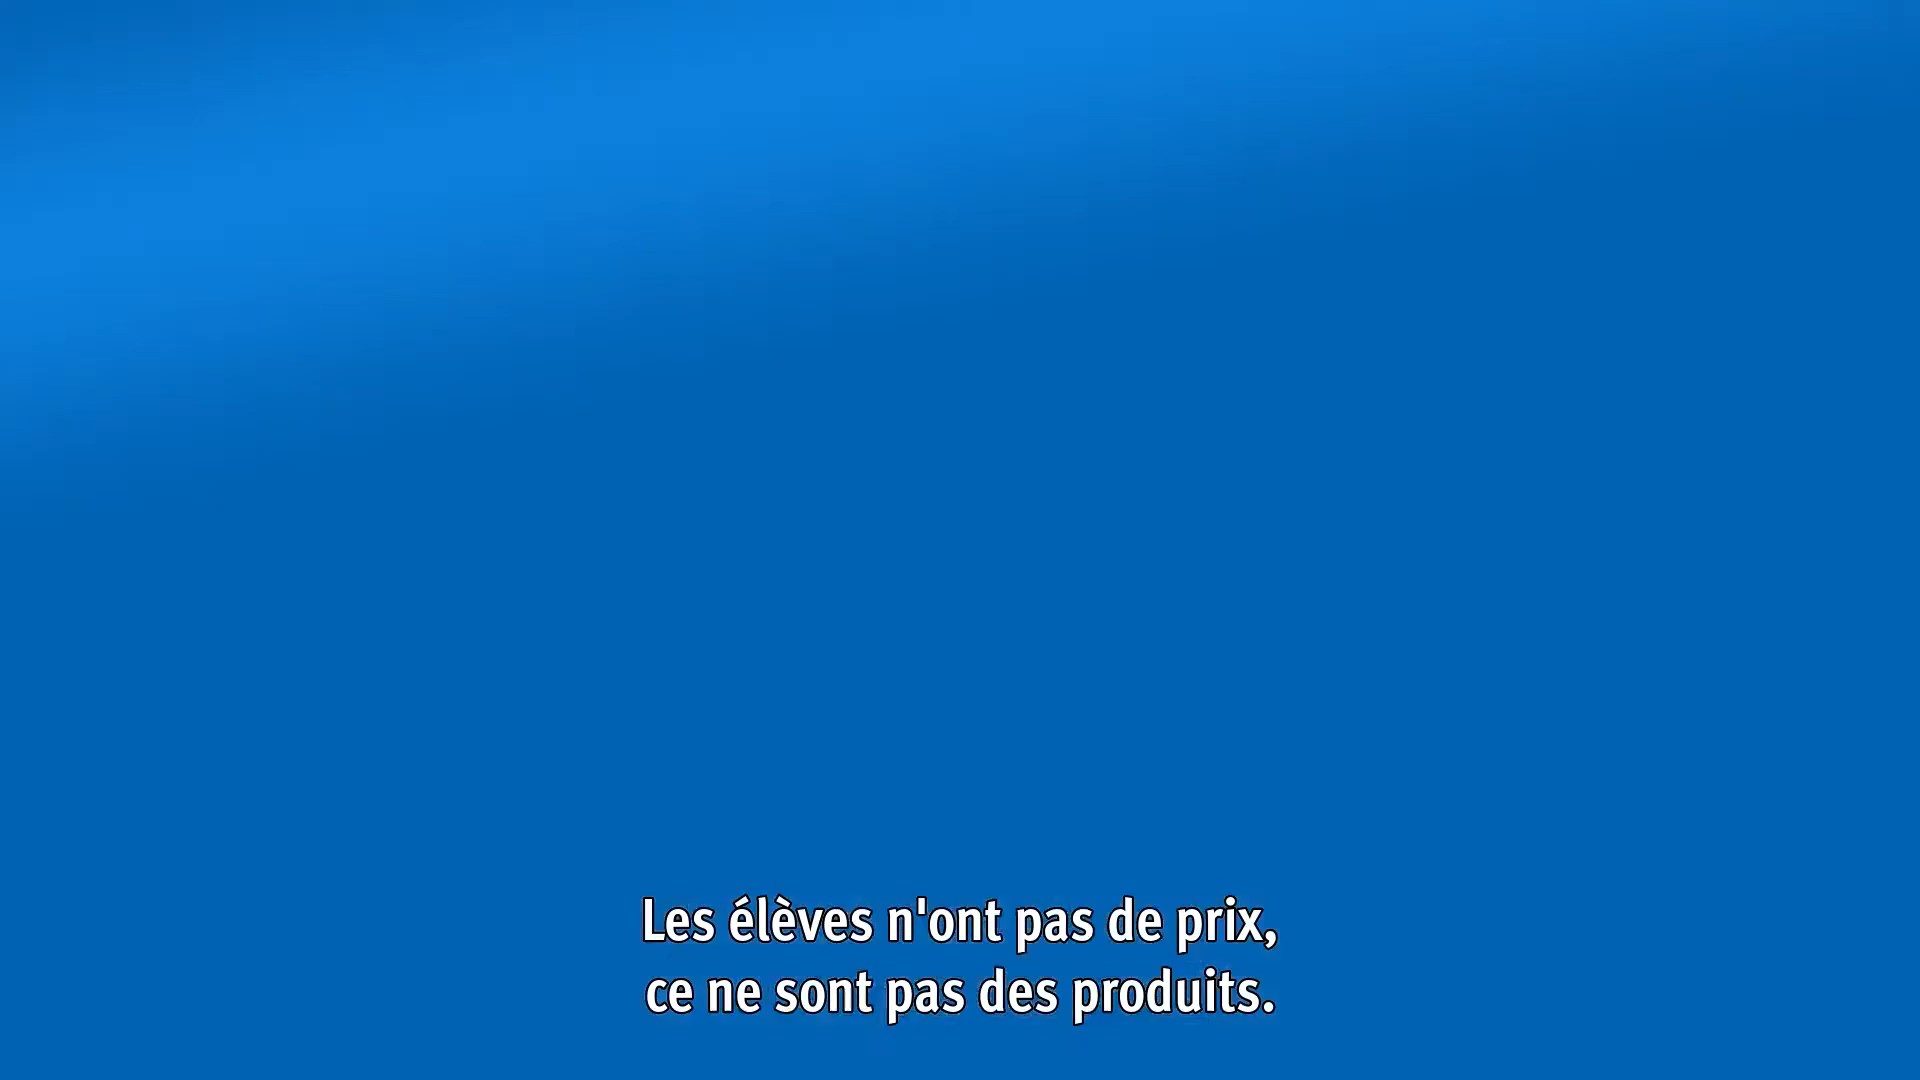 Les élèves n'ont pas de prix,
ce ne sont pas des produits.